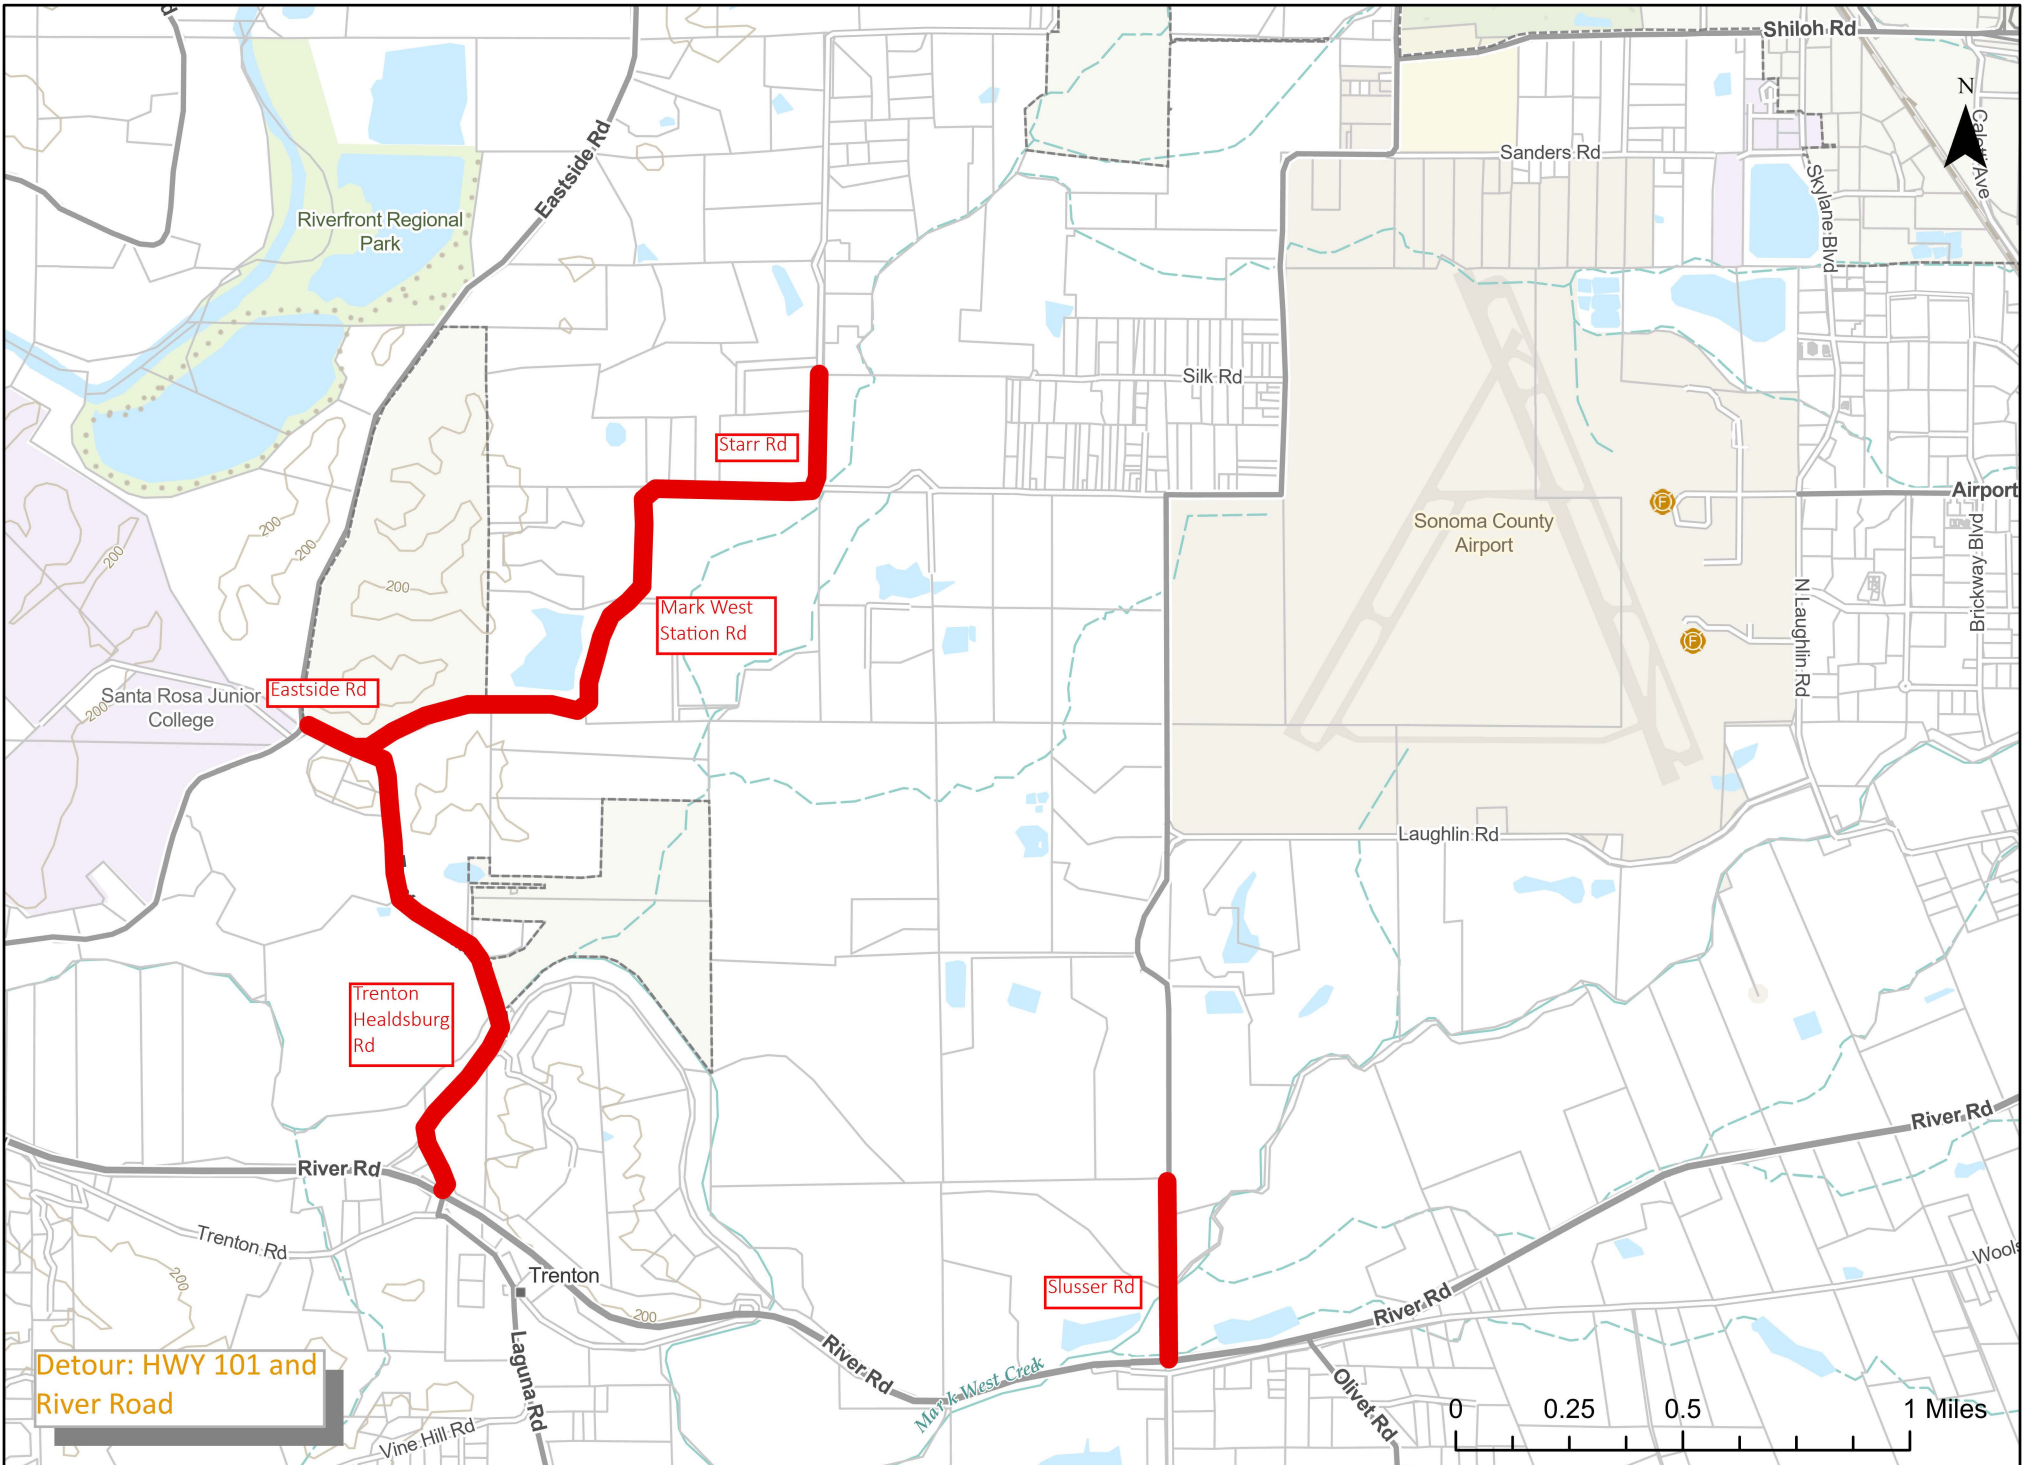 Shiloh Rd
N
Eastside Rd
Sanders Rd
Skylane Blvd
Riverfront Regional
Park
Silk Rd
Starr Rd
Airport
Sonoma County
Airport
F
200
200
200
200
Mark West
Station Rd
F
N Laughlin Rd
Brickway Blvd
Eastside Rd
Santa Rosa Junior
College
200
Laughlin Rd
Trenton
Healdsburg
Rd
River Rd
River Rd
Trenton Rd
200
Trenton
Slusser Rd
Wools
River Rd
200
River Rd
Laguna Rd
Mark West Creek
Olivet Rd
Detour: HWY 101 and
River Road
Vine Hill Rd
0 0.25 0.5 1 Miles